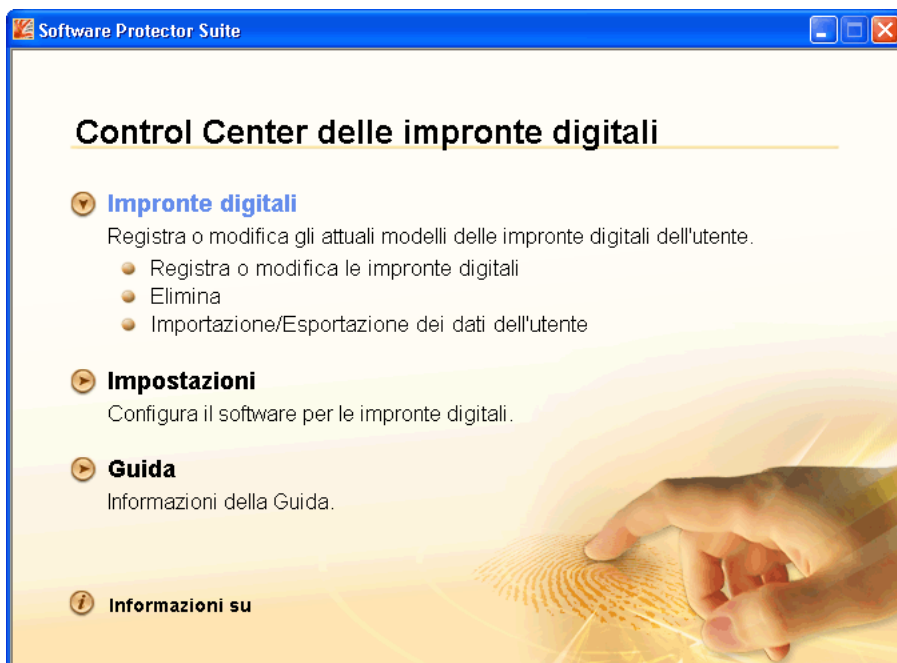 Software Protector Suite
Control Center delle impronte digitali
Impronte digitali
Registra o modifica gli attuali modelli delle impronte digitali dell'utente.
Registra o modifica le impronte digitali
Elimina
Importazione/Esportazione dei dati dell'utente
Impostazioni
Configura il software per le impronte digitali.
Guida
Informazioni della Guida.
Informazioni su